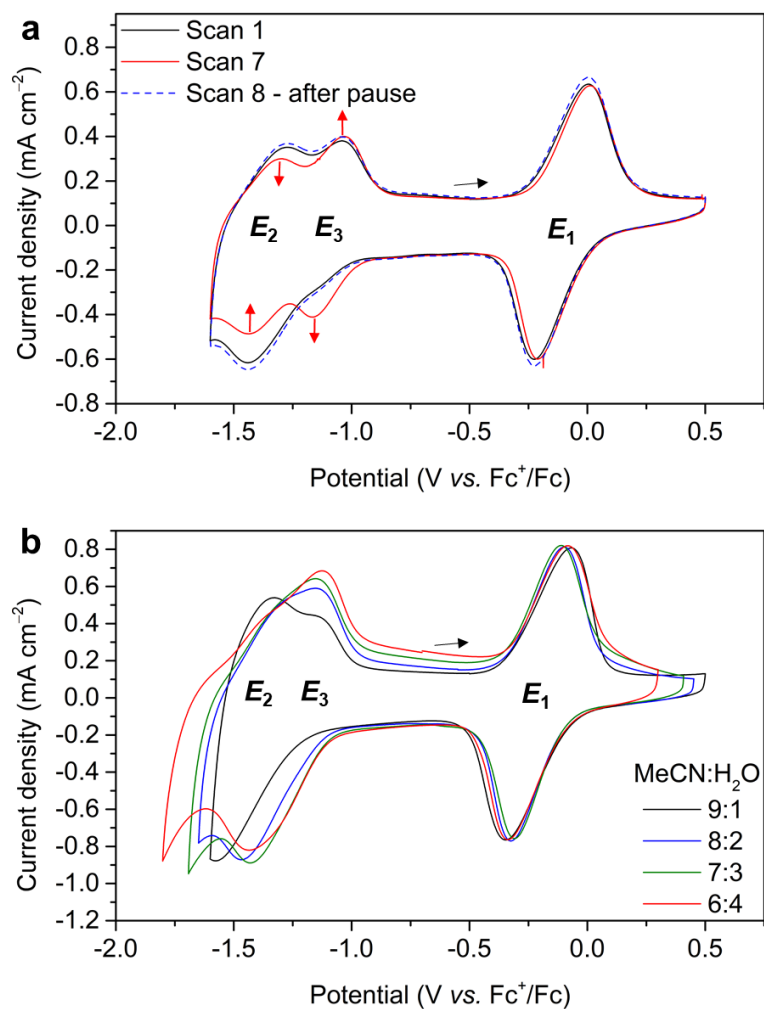 a
Scan 1
Scan 7
Scan 8 - after pause
0.8
0.6
0.4
0.2
0.0
-0.2
-0.4
-0.6
-0.8
Current density (mA cm⁻²)
E₂
E₃
E₁
-2.0
-1.5
-1.0
-0.5
0.0
0.5
Potential (V vs. Fc⁺/Fc)
b
0.8
0.6
0.4
0.2
0.0
-0.2
-0.4
-0.6
-0.8
-1.0
-1.2
Current density (mA cm⁻²)
E₂
E₃
E₁
MeCN:H₂O
9:1
8:2
7:3
6:4
-2.0
-1.5
-1.0
-0.5
0.0
0.5
Potential (V vs. Fc⁺/Fc)